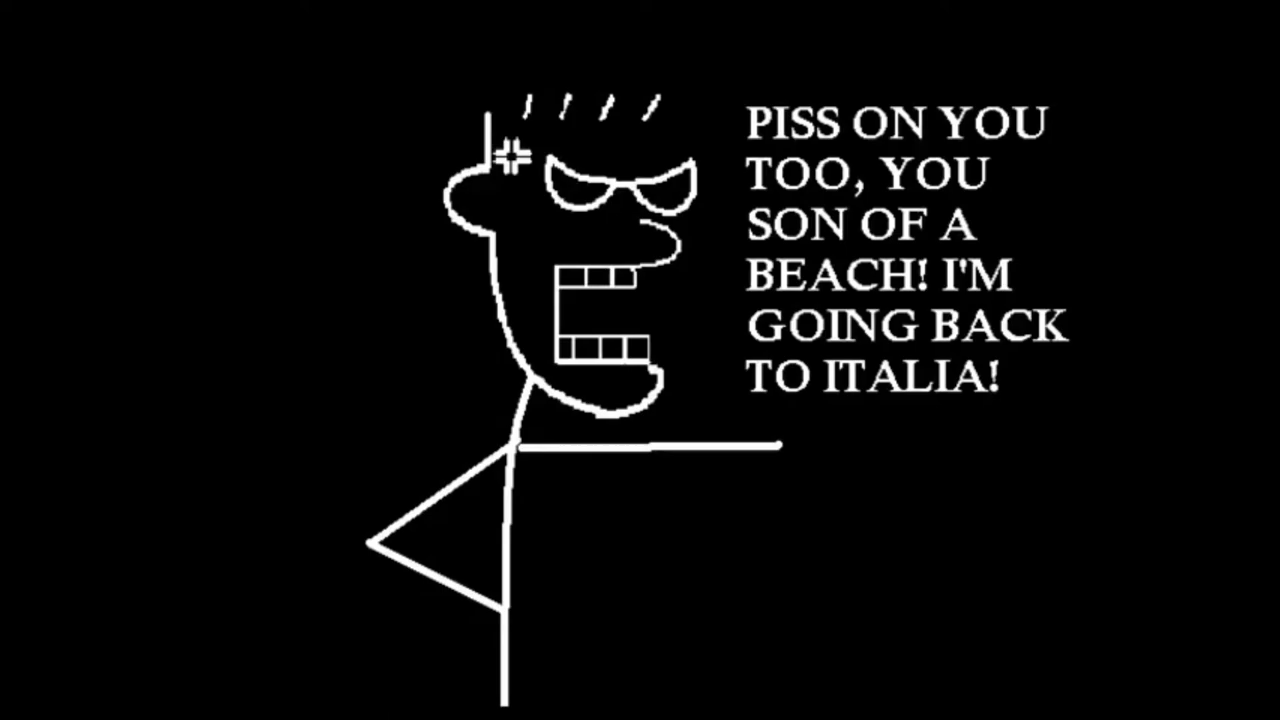 PISS ON YOU
TOO, YOU
SON OF A
BEACH! I'M
GOING BACK
TO ITALIA!